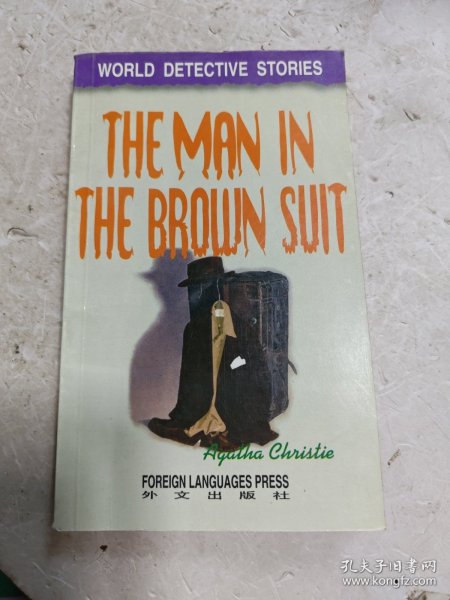 WORLD DETECTIVE STORIES
THE MAN IN
THE BROWN SUIT
Agatha Christie
FOREIGN LANGUAGES PRESS
外文出版社
孔夫子旧书网
www.kongfz.com